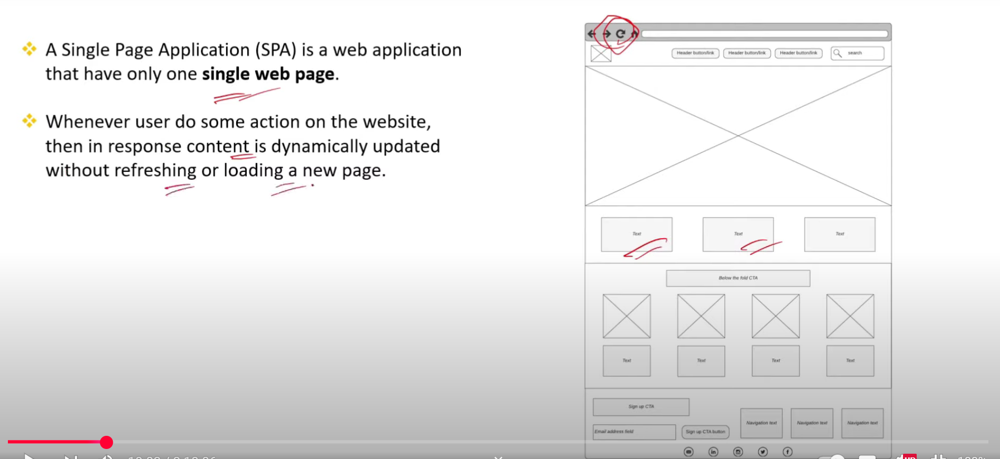 A Single Page Application (SPA) is a web application
that have only one single web page.
Whenever user do some action on the website,
then in response content is dynamically updated
without refreshing or loading a new page.
Header button/link Header button/link Header button/link search
Text Text Text
Below the fold CTA
Text Text Text Text
Sign up CTA
Navigation text Navigation text Navigation text
Email address field Sign up CTA button
HD